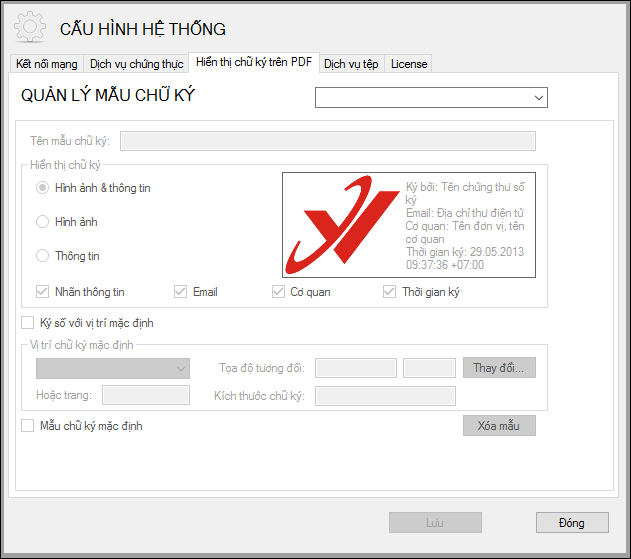 CẤU HÌNH HỆ THỐNG
Kết nối mạng Dịch vụ chứng thực Hiển thị chữ ký trên PDF Dịch vụ tệp License
QUẢN LÝ MẪU CHỮ KÝ
Tên mẫu chữ ký:
Hiển thị chữ ký
Hình ảnh & thông tin
Hình ảnh
Thông tin
Ký bởi: Tên chứng thư số
ký
Email: Địa chỉ thư điện tử
Cơ quan: Tên đơn vị, tên
cơ quan
Thời gian ký: 29.05.2013
09:37:36 +07:00
Nhãn thông tin Email Cơ quan Thời gian ký
Ký số với vị trí mặc định
Vị trí chữ ký mặc định
Tọa độ tương đối: Thay đổi...
Hoặc trang: Kích thước chữ ký:
Mẫu chữ ký mặc định Xóa mẫu
Lưu Đóng